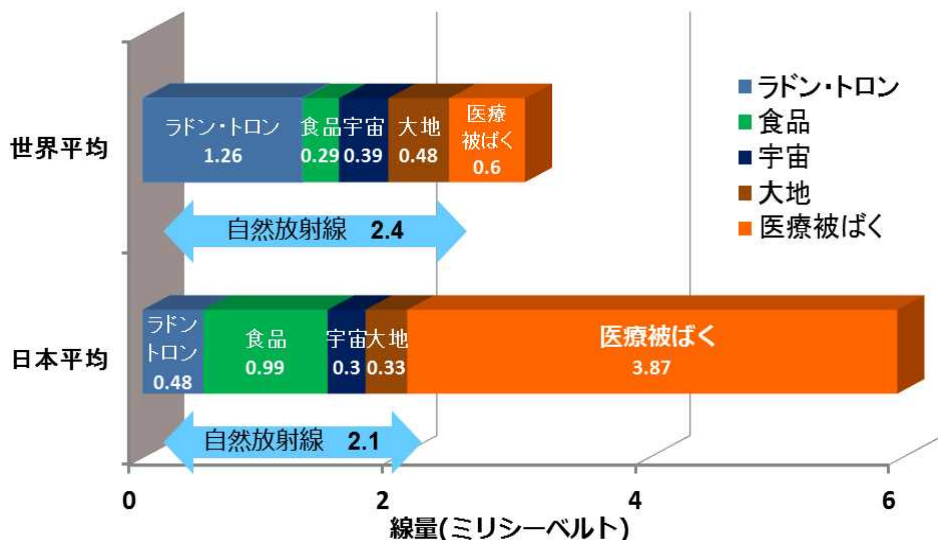 世界平均
ラドン・トロン
1.26
食品
0.29
宇宙
0.39
大地
0.48
医療
被ばく
0.6
自然放射線 2.4
ラドン・トロン
食品
宇宙
大地
医療被ばく
日本平均
ラドン
トロン
0.48
食品
0.99
宇宙
0.3
大地
0.33
医療被ばく
3.87
自然放射線 2.1
0 2 4 6
線量(ミリシーベルト)